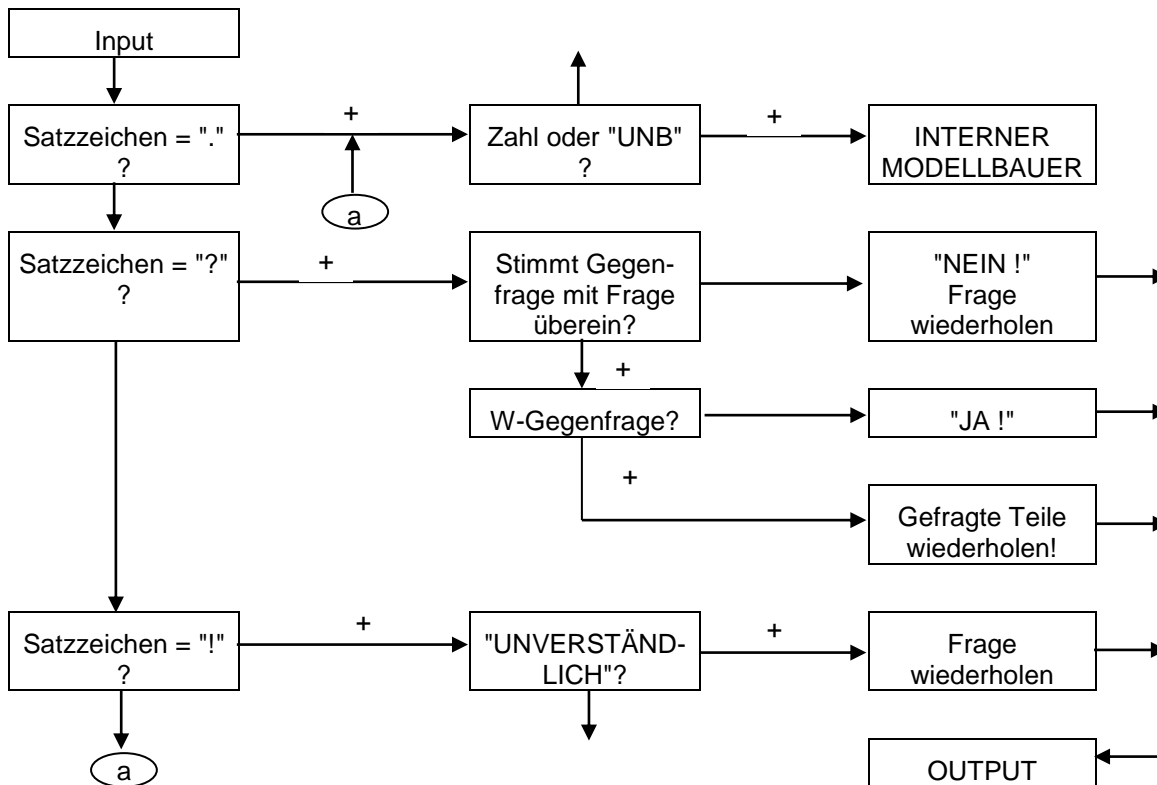 Input
Satzzeichen = "."
?
+
Zahl oder "UNB"
?
+
INTERNER
MODELLBAUER
a
Satzzeichen = "?"
?
+
Stimmt Gegen-
frage mit Frage
überein?
"NEIN !"
Frage
wiederholen
+
W-Gegenfrage?
"JA !"
+
Gefragte Teile
wiederholen!
Satzzeichen = "!"
?
+
"UNVERSTÄND-
LICH"?
+
Frage
wiederholen
a
OUTPUT